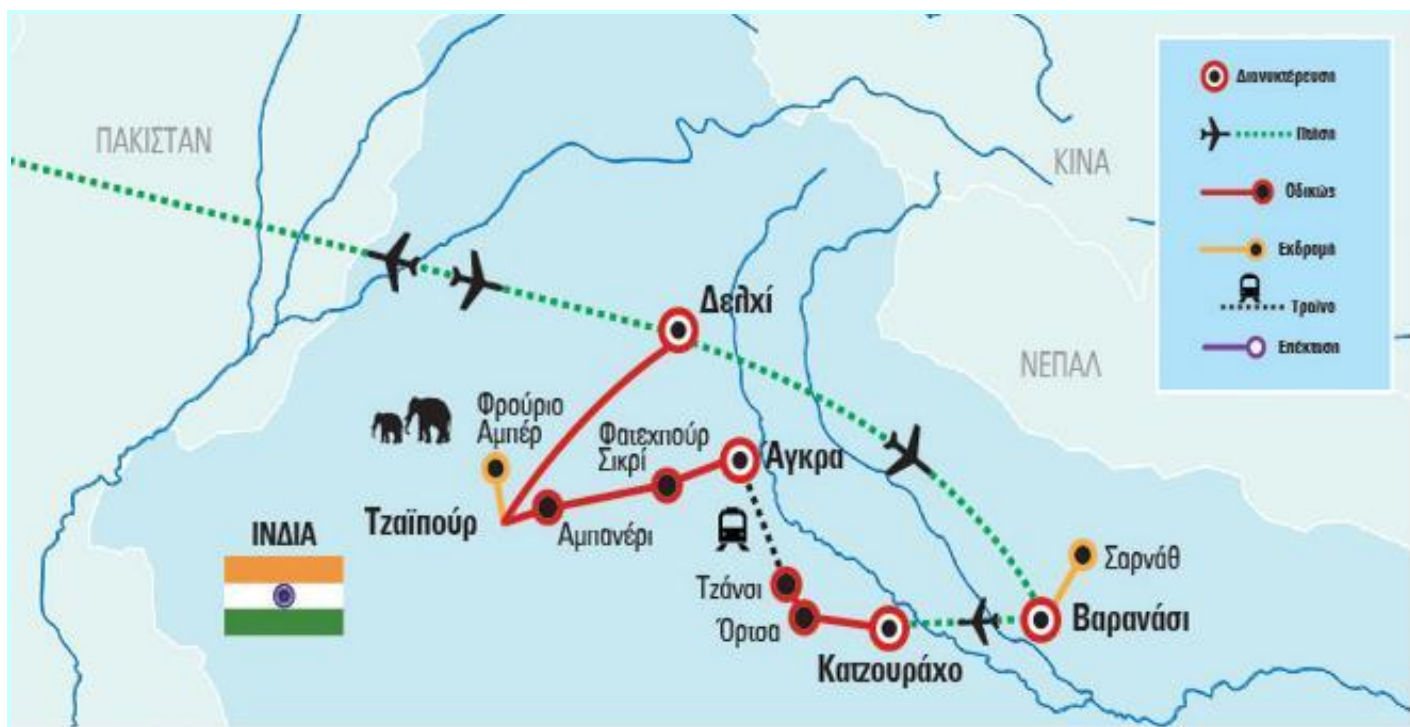 ΠΑΚΙΣΤΑΝ
ΚΙΝΑ
ΝΕΠΑΛ
Διανυκτέρευση
Πτήση
Οδικώς
Εκδρομή
Τραίνο
Επέκταση
Δελχί
Φρούριο
Αμπέρ
Φατεχπούρ
Σικρί
Άγκρα
Τζαϊπούρ
Αμπανέρι
ΙΝΔΙΑ
Τζάνσι
Όρτσα
Κατζουράχο
Σαρνάθ
Βαρανάσι